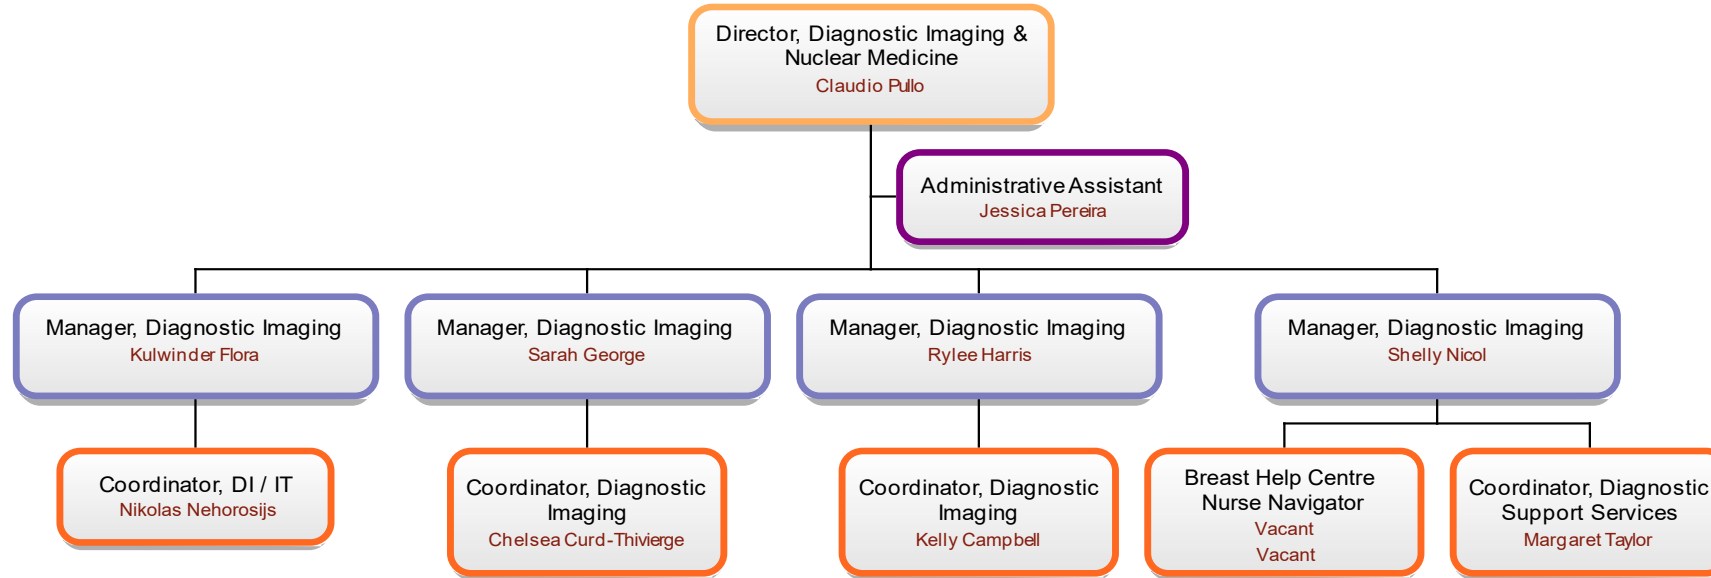 Director, Diagnostic Imaging &
Nuclear Medicine
Claudio Pullo
Administrative Assistant
Jessica Pereira
Manager, Diagnostic Imaging
Kulwinder Flora
Manager, Diagnostic Imaging
Sarah George
Manager, Diagnostic Imaging
Rylee Harris
Manager, Diagnostic Imaging
Shelly Nicol
Coordinator, DI / IT
Nikolas Nehorosijs
Coordinator, Diagnostic
Imaging
Chelsea Curd-Thivierge
Coordinator, Diagnostic
Imaging
Kelly Campbell
Breast Help Centre
Nurse Navigator
Vacant
Vacant
Coordinator, Diagnostic
Support Services
Margaret Taylor